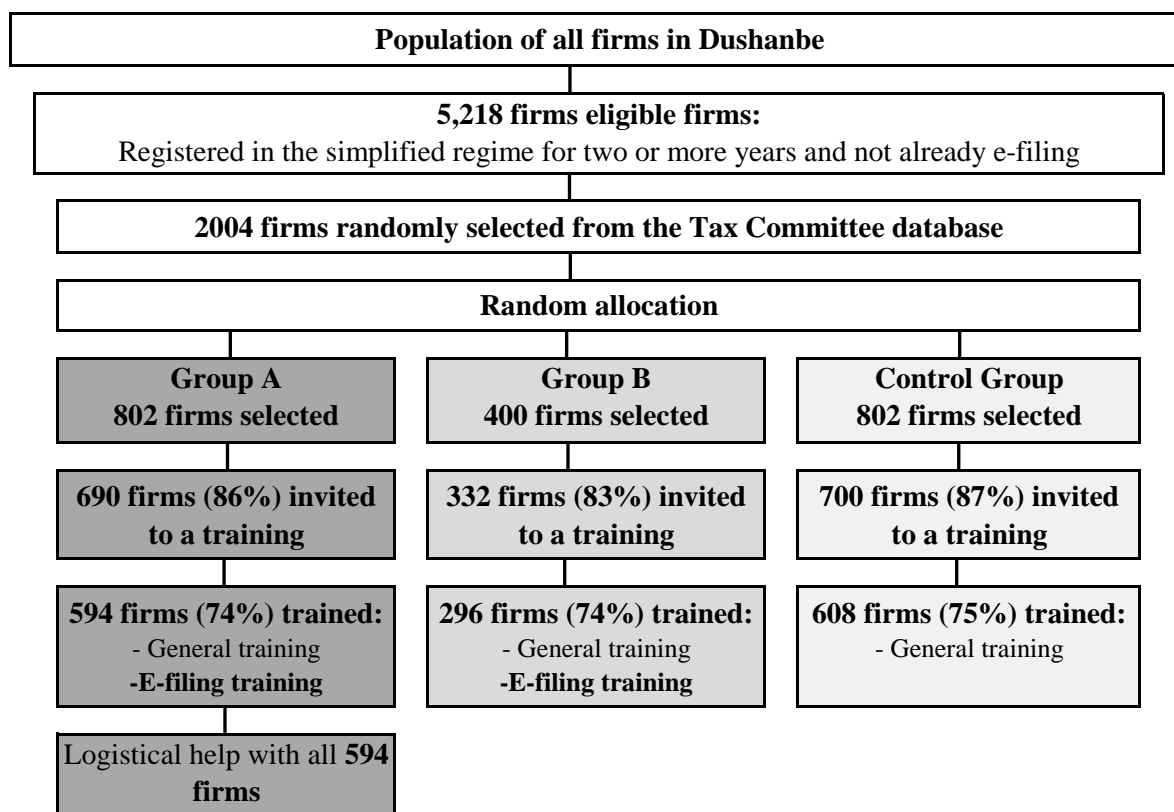 Population of all firms in Dushanbe
5,218 firms eligible firms:
Registered in the simplified regime for two or more years and not already e-filing
2004 firms randomly selected from the Tax Committee database
Random allocation
Group A
802 firms selected
Group B
400 firms selected
Control Group
802 firms selected
690 firms (86%) invited
to a training
332 firms (83%) invited
to a training
700 firms (87%) invited
to a training
594 firms (74%) trained:
- General training
-E-filing training
296 firms (74%) trained:
- General training
-E-filing training
608 firms (75%) trained:
- General training
Logistical help with all 594
firms